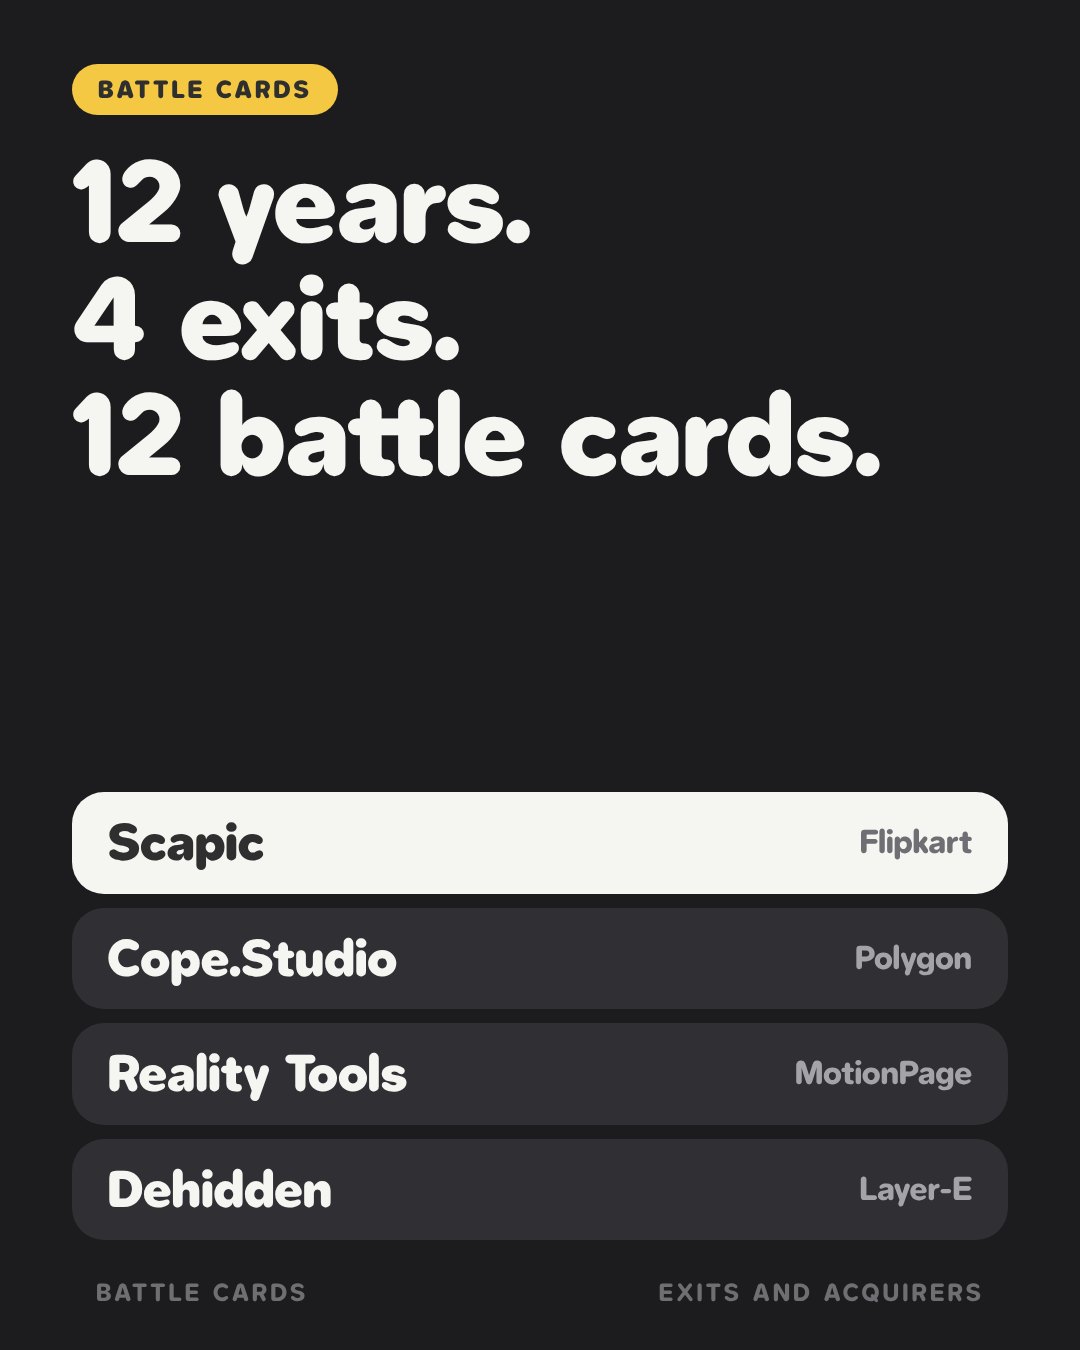 BATTLE CARDS
12 years.
4 exits.
12 battle cards.
Scapic Flipkart
Cope.Studio Polygon
Reality Tools MotionPage
Dehidden Layer-E
BATTLE CARDS EXITS AND ACQUIRERS